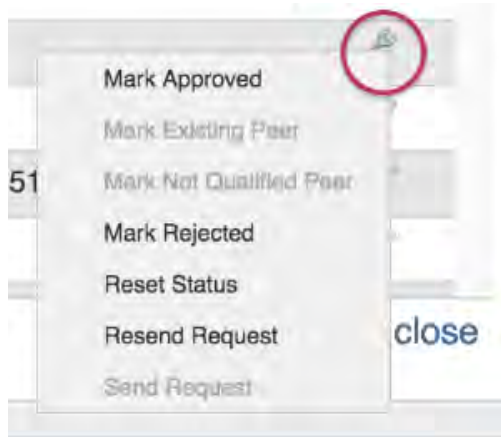 Mark Approved
Mark Existing Peer
51
Mark Not Qualified Peer
Mark Rejected
Reset Status
Resend Request
close
Send Request